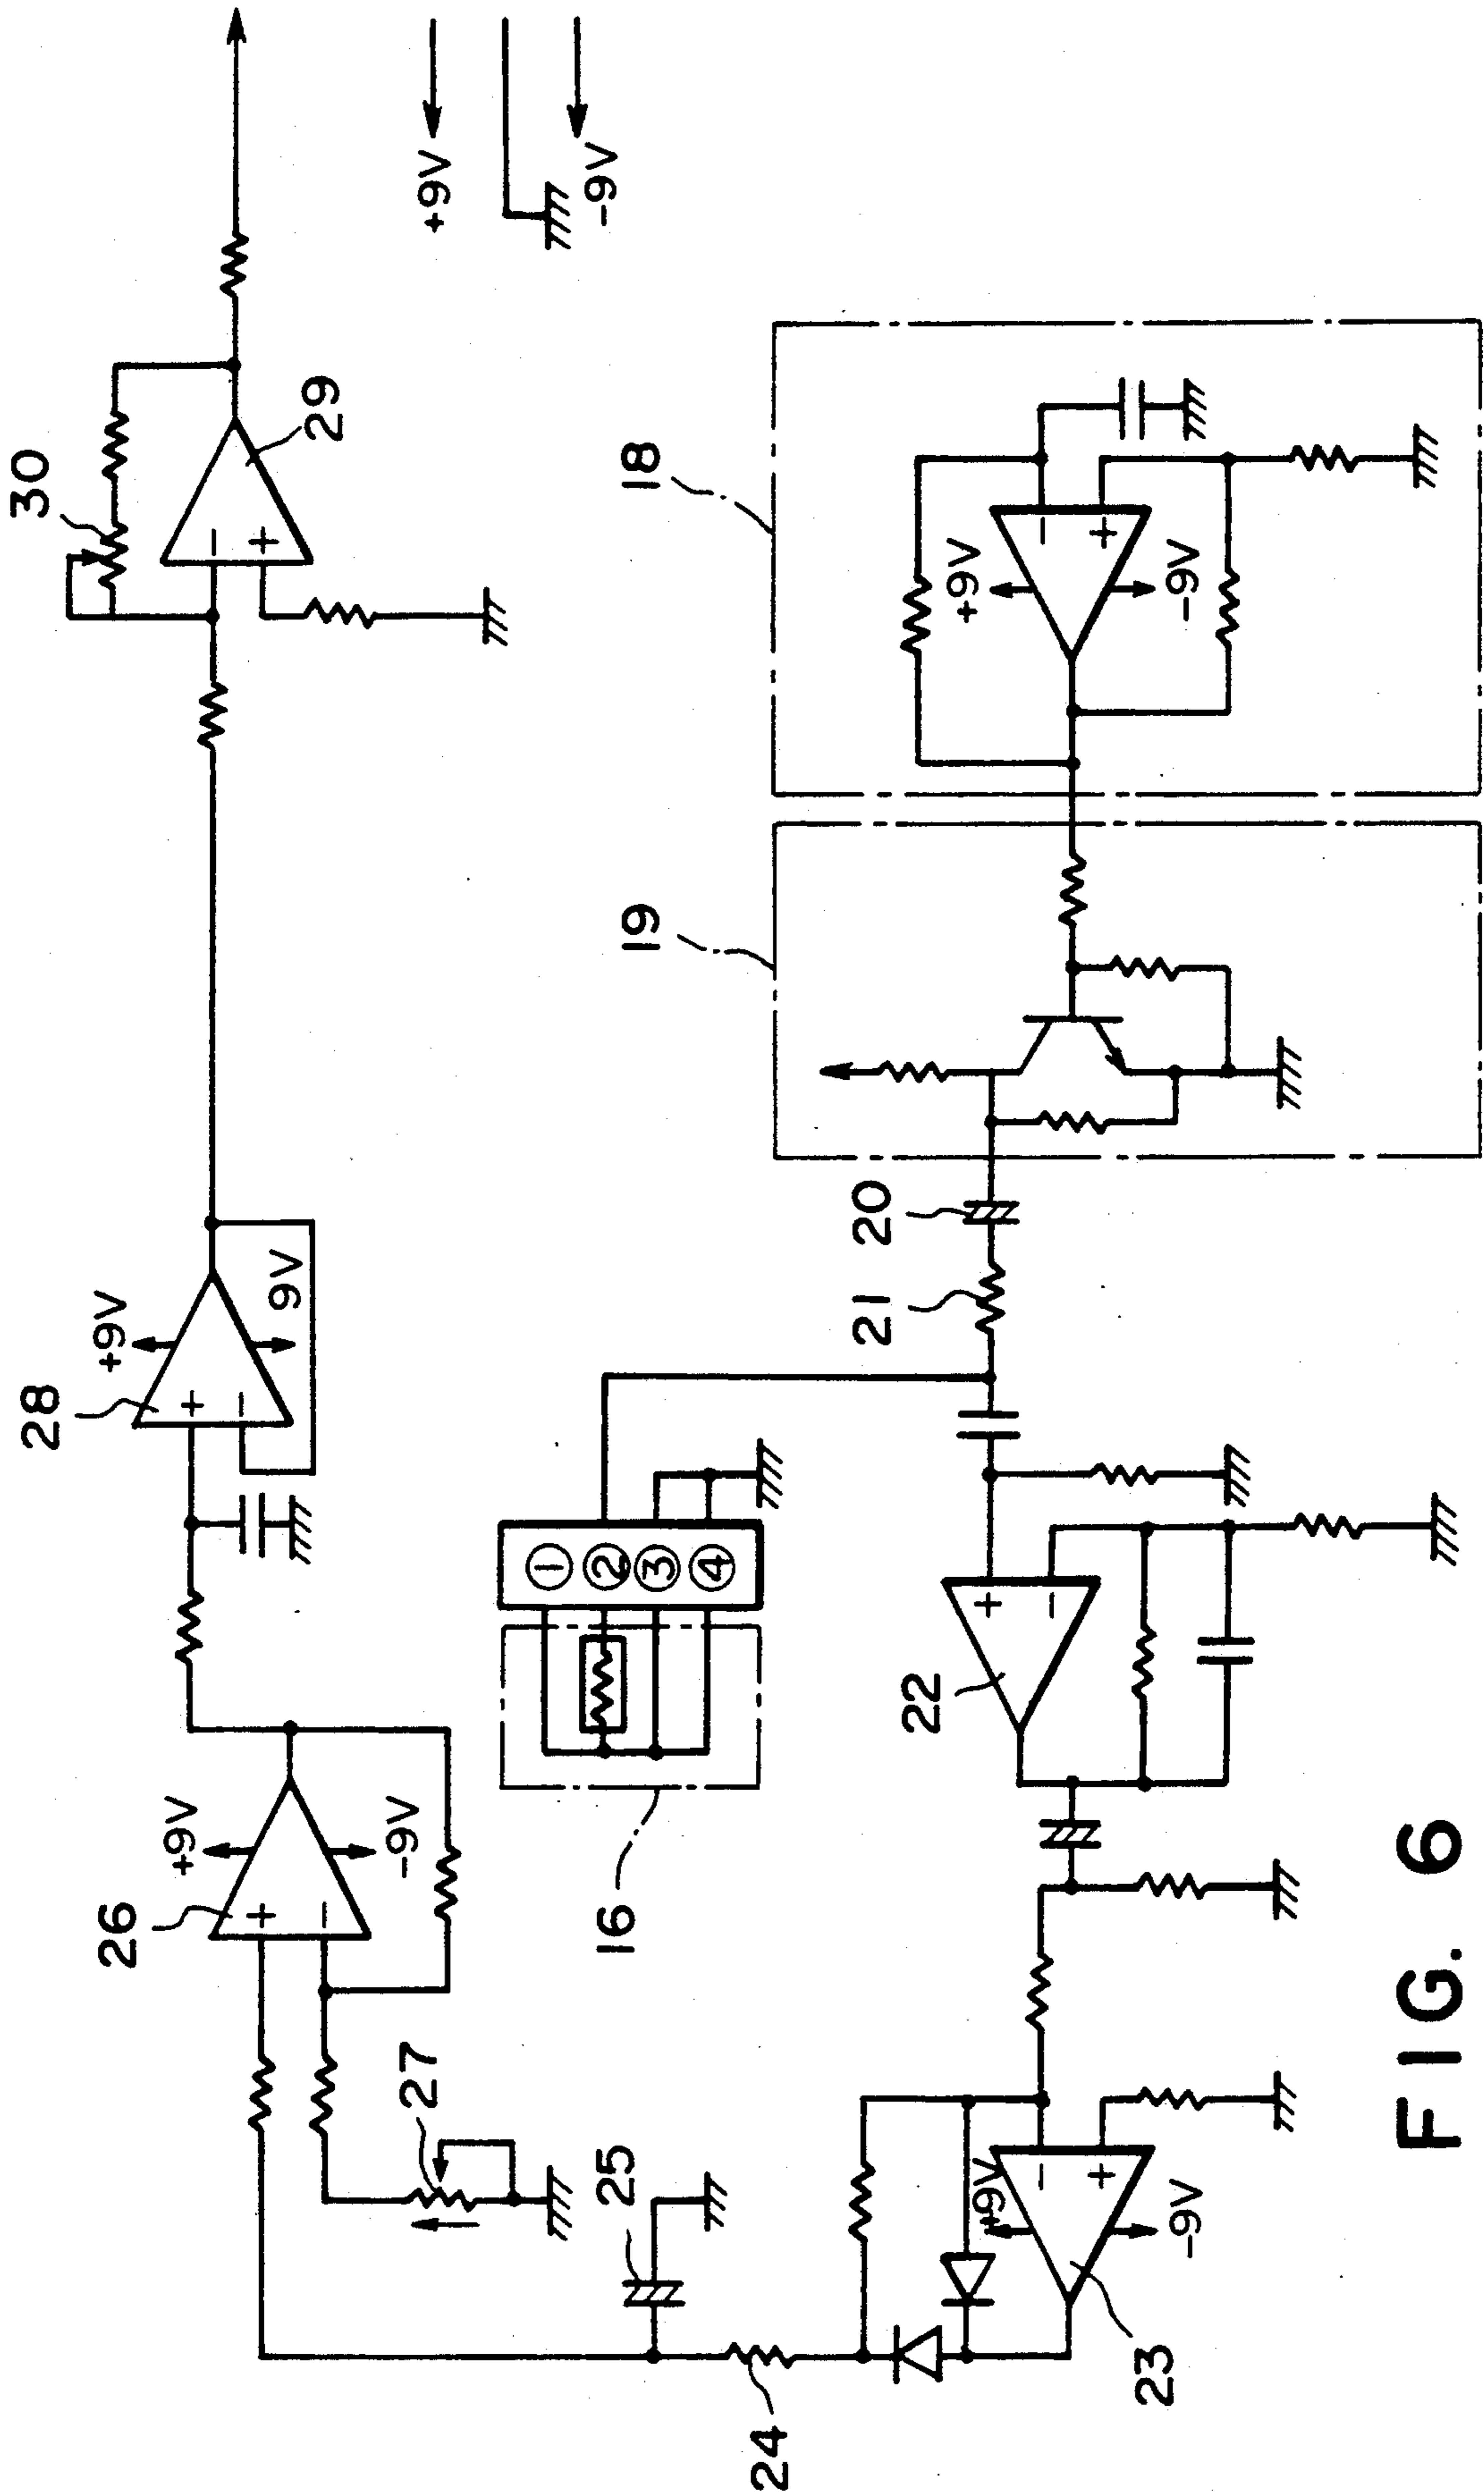 30
29
+
-
+9V
-9V
28
+9V
9V
+
-
26
+9V
-9V
+
-
27
25
24
16
①
②
③
④
18
+9V
-9V
-
+
19
20
21
22
+
-
23
+9V
-9V
-
+
FIG. 6